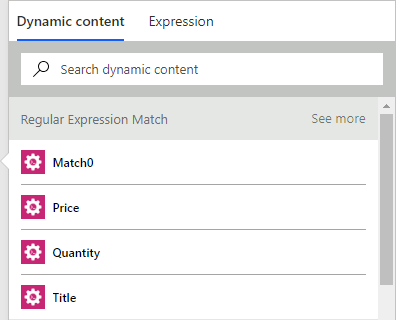 Dynamic content Expression
Search dynamic content
Regular Expression Match See more
Match0
Price
Quantity
Title